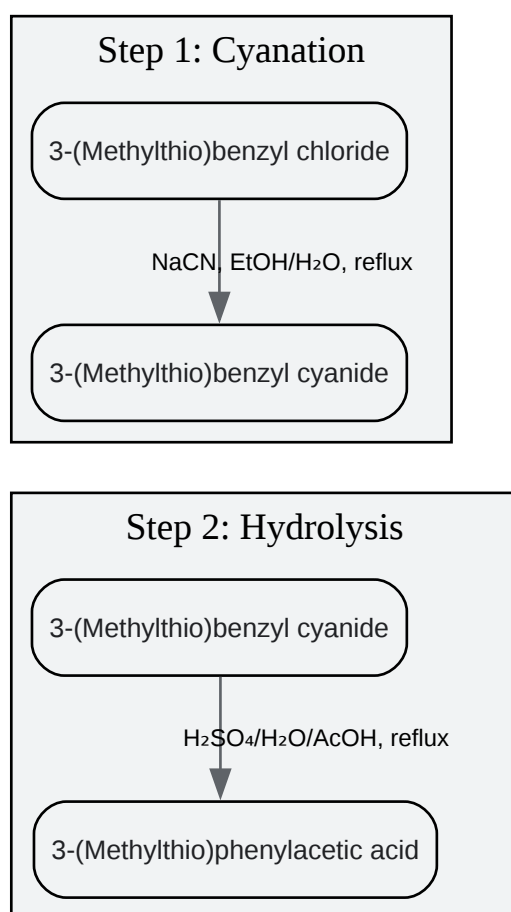 Step 1: Cyanation
3-(Methylthio)benzyl chloride
NaCN, EtOH/H₂O, reflux
3-(Methylthio)benzyl cyanide
Step 2: Hydrolysis
3-(Methylthio)benzyl cyanide
H₂SO₄/H₂O/AcOH, reflux
3-(Methylthio)phenylacetic acid